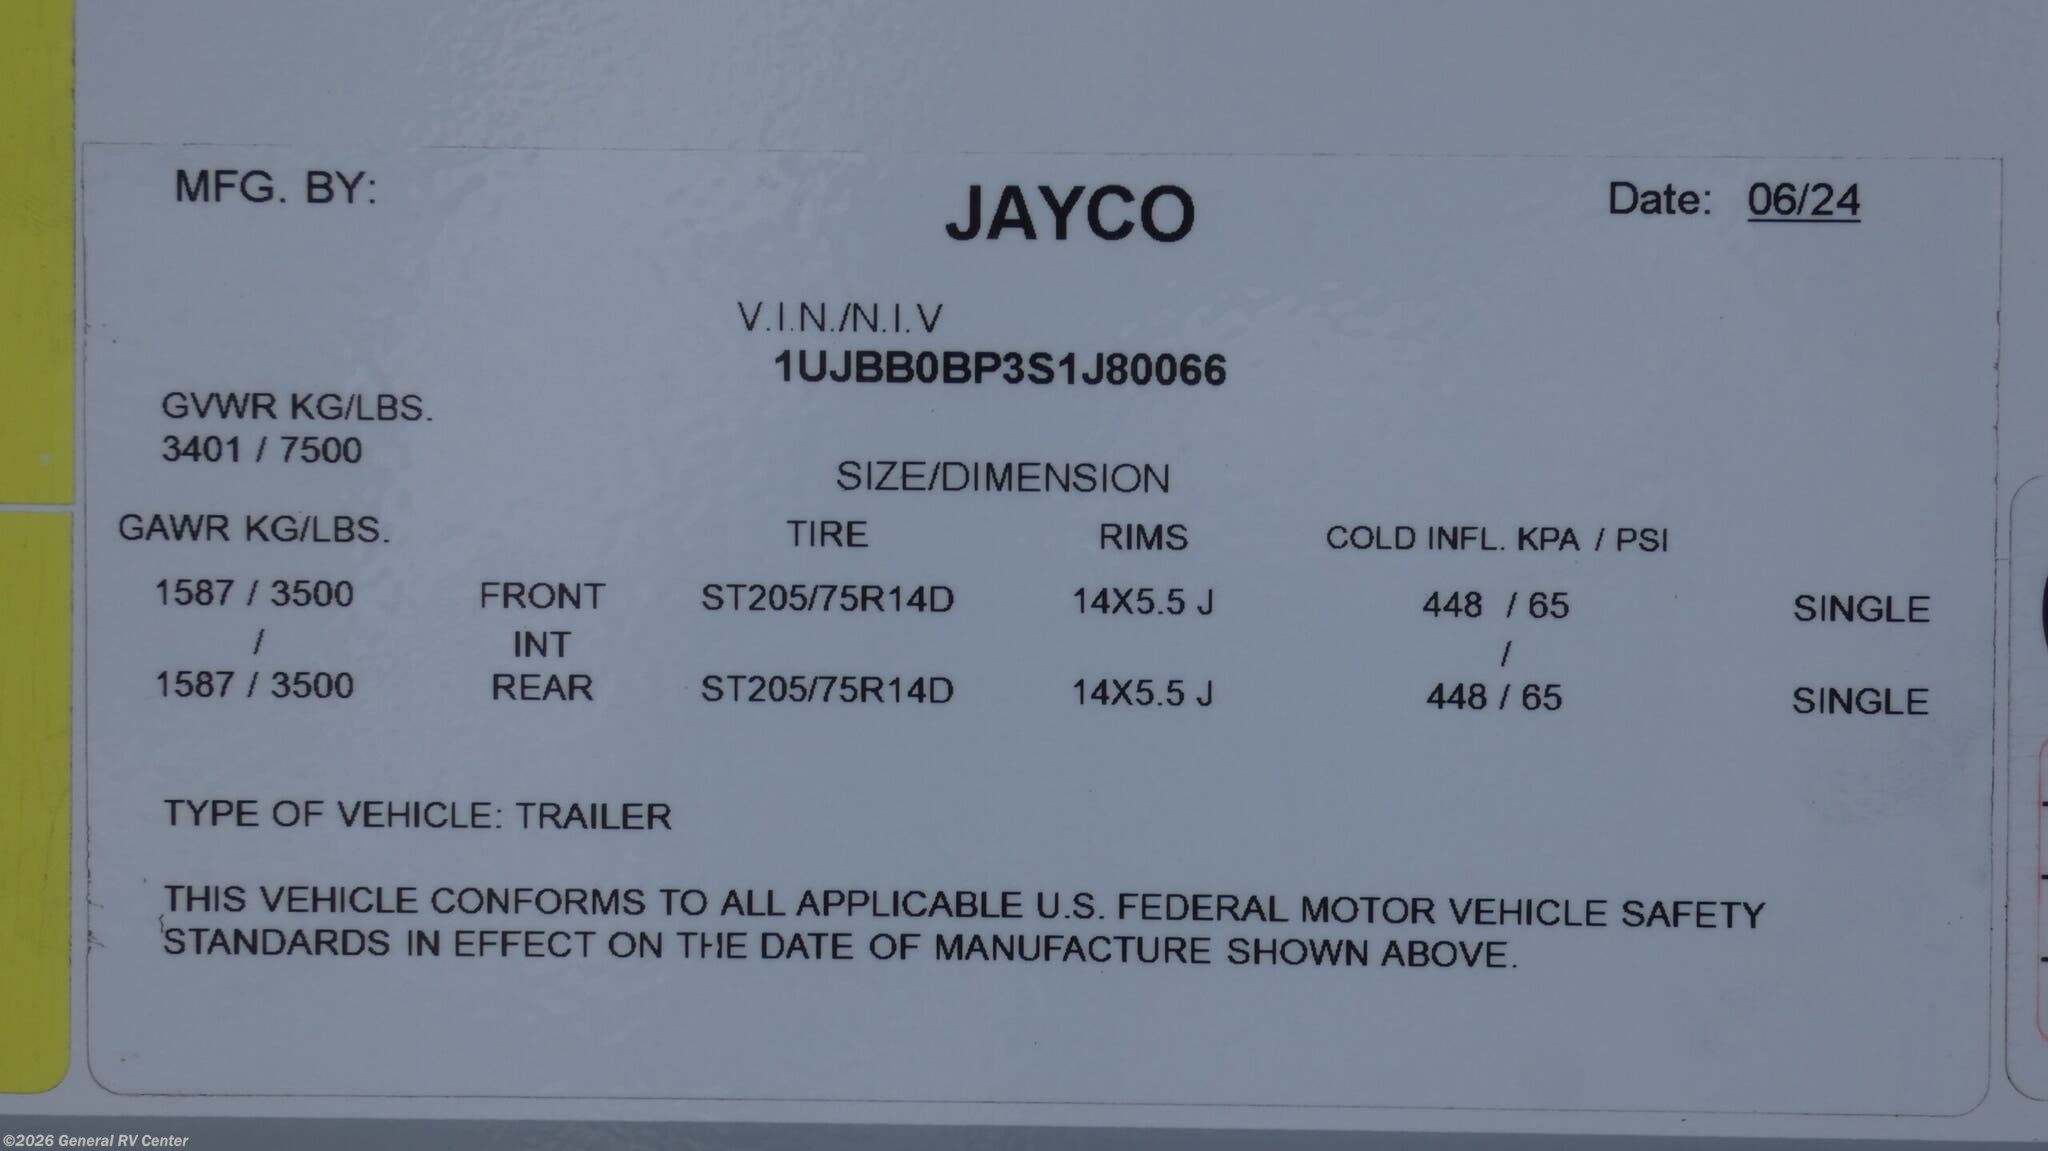 MFG. BY:
JAYCO
Date: 06/24
V.I.N./N.I.V
1UJBB0BP3S1J80066
GVWR KG/LBS.
3401 / 7500
SIZE/DIMENSION
GAWR KG/LBS. TIRE RIMS COLD INFL. KPA / PSI
1587 / 3500 FRONT ST205/75R14D 14X5.5 J 448 / 65 SINGLE
/ INT /
1587 / 3500 REAR ST205/75R14D 14X5.5 J 448 / 65 SINGLE
TYPE OF VEHICLE: TRAILER
THIS VEHICLE CONFORMS TO ALL APPLICABLE U.S. FEDERAL MOTOR VEHICLE SAFETY
STANDARDS IN EFFECT ON THE DATE OF MANUFACTURE SHOWN ABOVE.
©2026 General RV Center